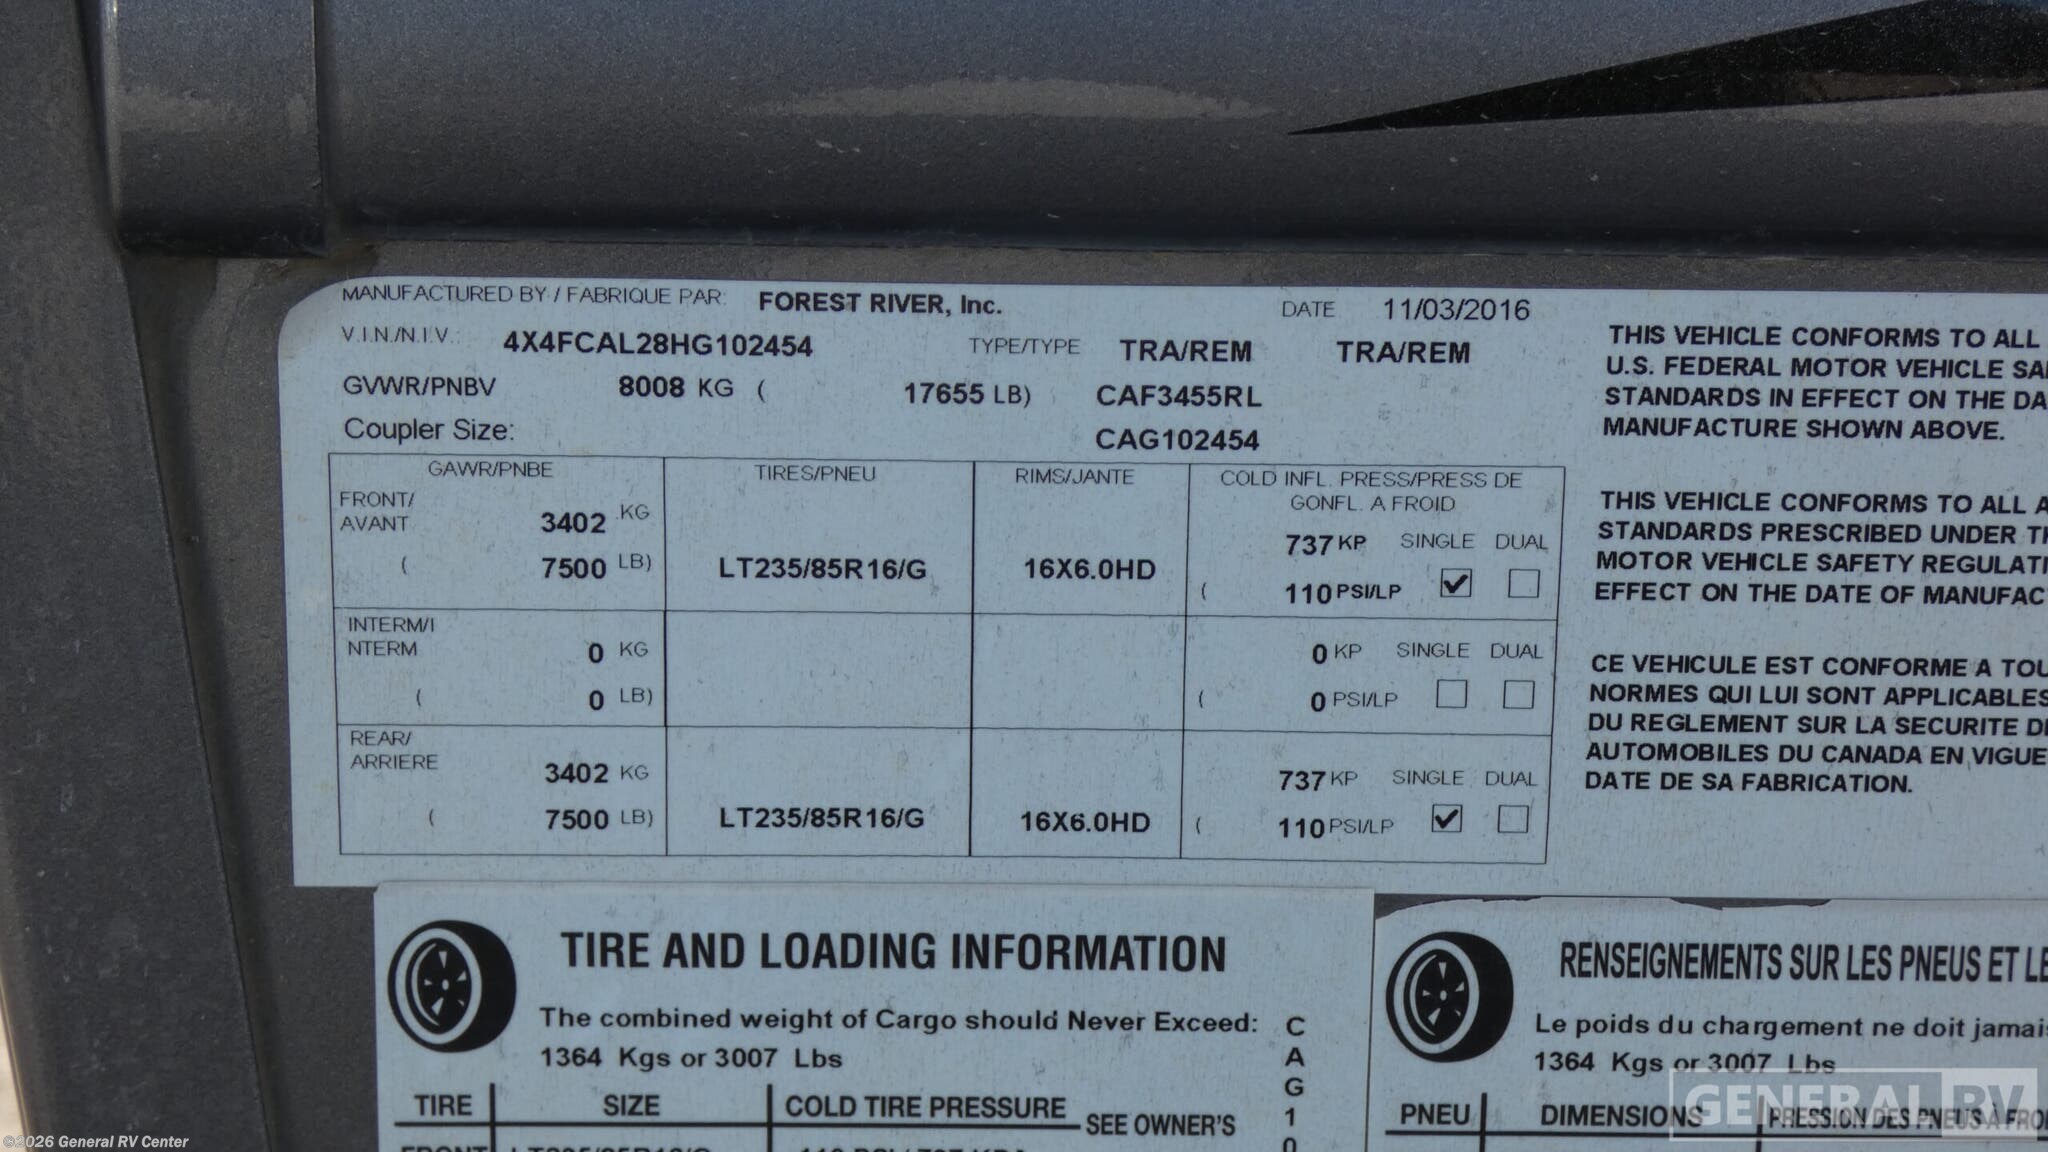 MANUFACTURED BY / FABRIQUE PAR: FOREST RIVER, Inc. DATE 11/03/2016
V.I.N./N.I.V.: 4X4FCAL28HG102454 TYPE/TYPE TRA/REM TRA/REM
GVWR/PNBV 8008 KG ( 17655 LB) CAF3455RL
Coupler Size: CAG102454
GAWR/PNBE TIRES/PNEU RIMS/JANTE COLD INFL. PRESS/PRESS DE
GONFL. A FROID
FRONT/
AVANT 3402 KG 737 KP SINGLE DUAL
( 7500 LB) LT235/85R16/G 16X6.0HD ( 110 PSI/LP
INTERM/I
NTERM 0 KG 0 KP SINGLE DUAL
( 0 LB) ( 0 PSI/LP
REAR/
ARRIERE 3402 KG 737 KP SINGLE DUAL
( 7500 LB) LT235/85R16/G 16X6.0HD ( 110 PSI/LP
THIS VEHICLE CONFORMS TO ALL
U.S. FEDERAL MOTOR VEHICLE
STANDARDS IN EFFECT ON THE
MANUFACTURE SHOWN ABOVE.
THIS VEHICLE CONFORMS TO ALL
STANDARDS PRESCRIBED UNDER
MOTOR VEHICLE SAFETY
EFFECT ON THE DATE OF
CE VEHICULE EST CONFORME A
NORMES QUI LUI SONT APPLICABLES
DU REGLEMENT SUR LA SECURITE
AUTOMOBILES DU CANADA EN
DATE DE SA FABRICATION.
TIRE AND LOADING INFORMATION
The combined weight of Cargo should Never Exceed:
1364 Kgs or 3007 Lbs
TIRE SIZE COLD TIRE PRESSURE SEE OWNER'S
C
A
G
1
RENSEIGNEMENTS SUR LES PNEUS ET
Le poids du chargement ne doit
1364 Kgs or 3007 Lbs
PNEU DIMENSIONS PRESSION DES PNEUS À
GENERAL RV
©2026 General RV Center